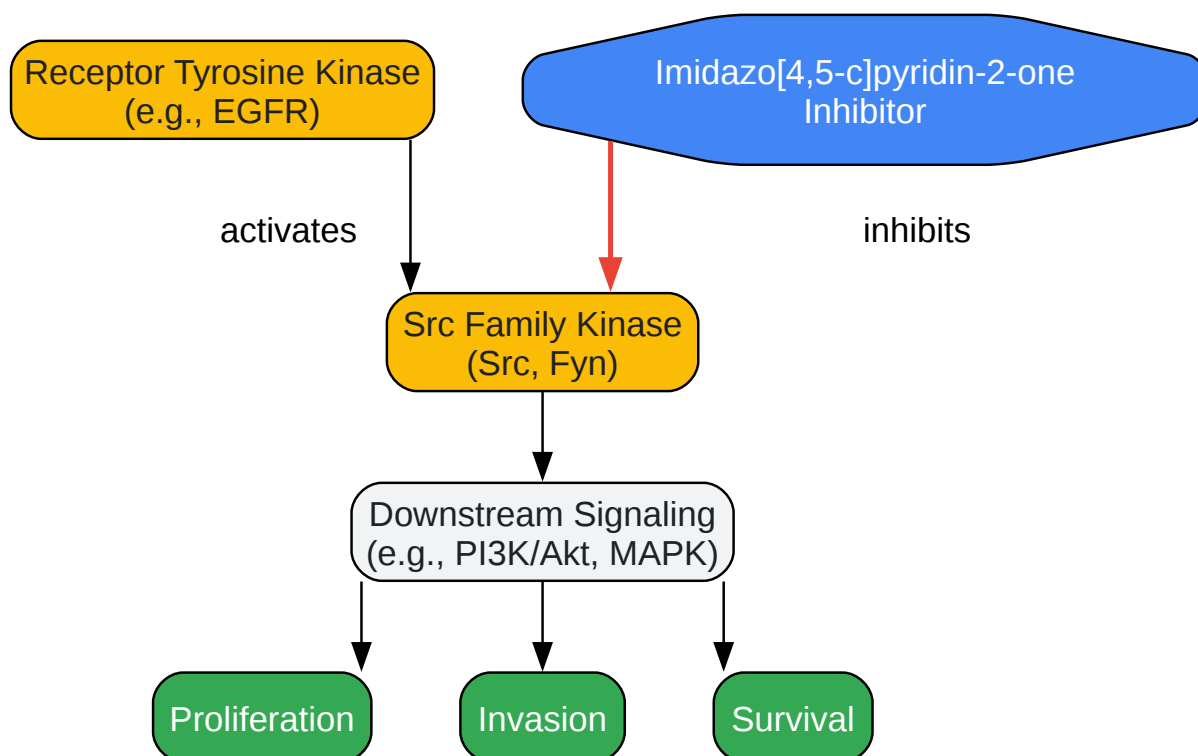 Receptor Tyrosine Kinase
(e.g., EGFR)
Imidazo[4,5-c]pyridin-2-one
Inhibitor
activates
inhibits
Src Family Kinase
(Src, Fyn)
Downstream Signaling
(e.g., PI3K/Akt, MAPK)
Proliferation
Invasion
Survival